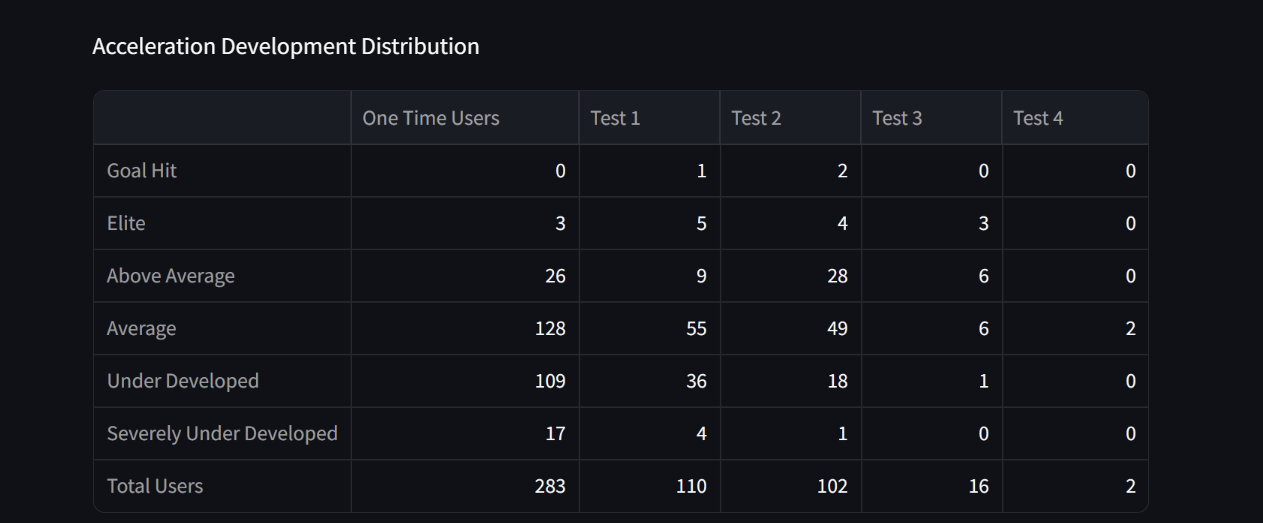 Acceleration Development Distribution
One Time Users Test 1 Test 2 Test 3 Test 4
Goal Hit 0 1 2 0 0
Elite 3 5 4 3 0
Above Average 26 9 28 6 0
Average 128 55 49 6 2
Under Developed 109 36 18 1 0
Severely Under Developed 17 4 1 0 0
Total Users 283 110 102 16 2